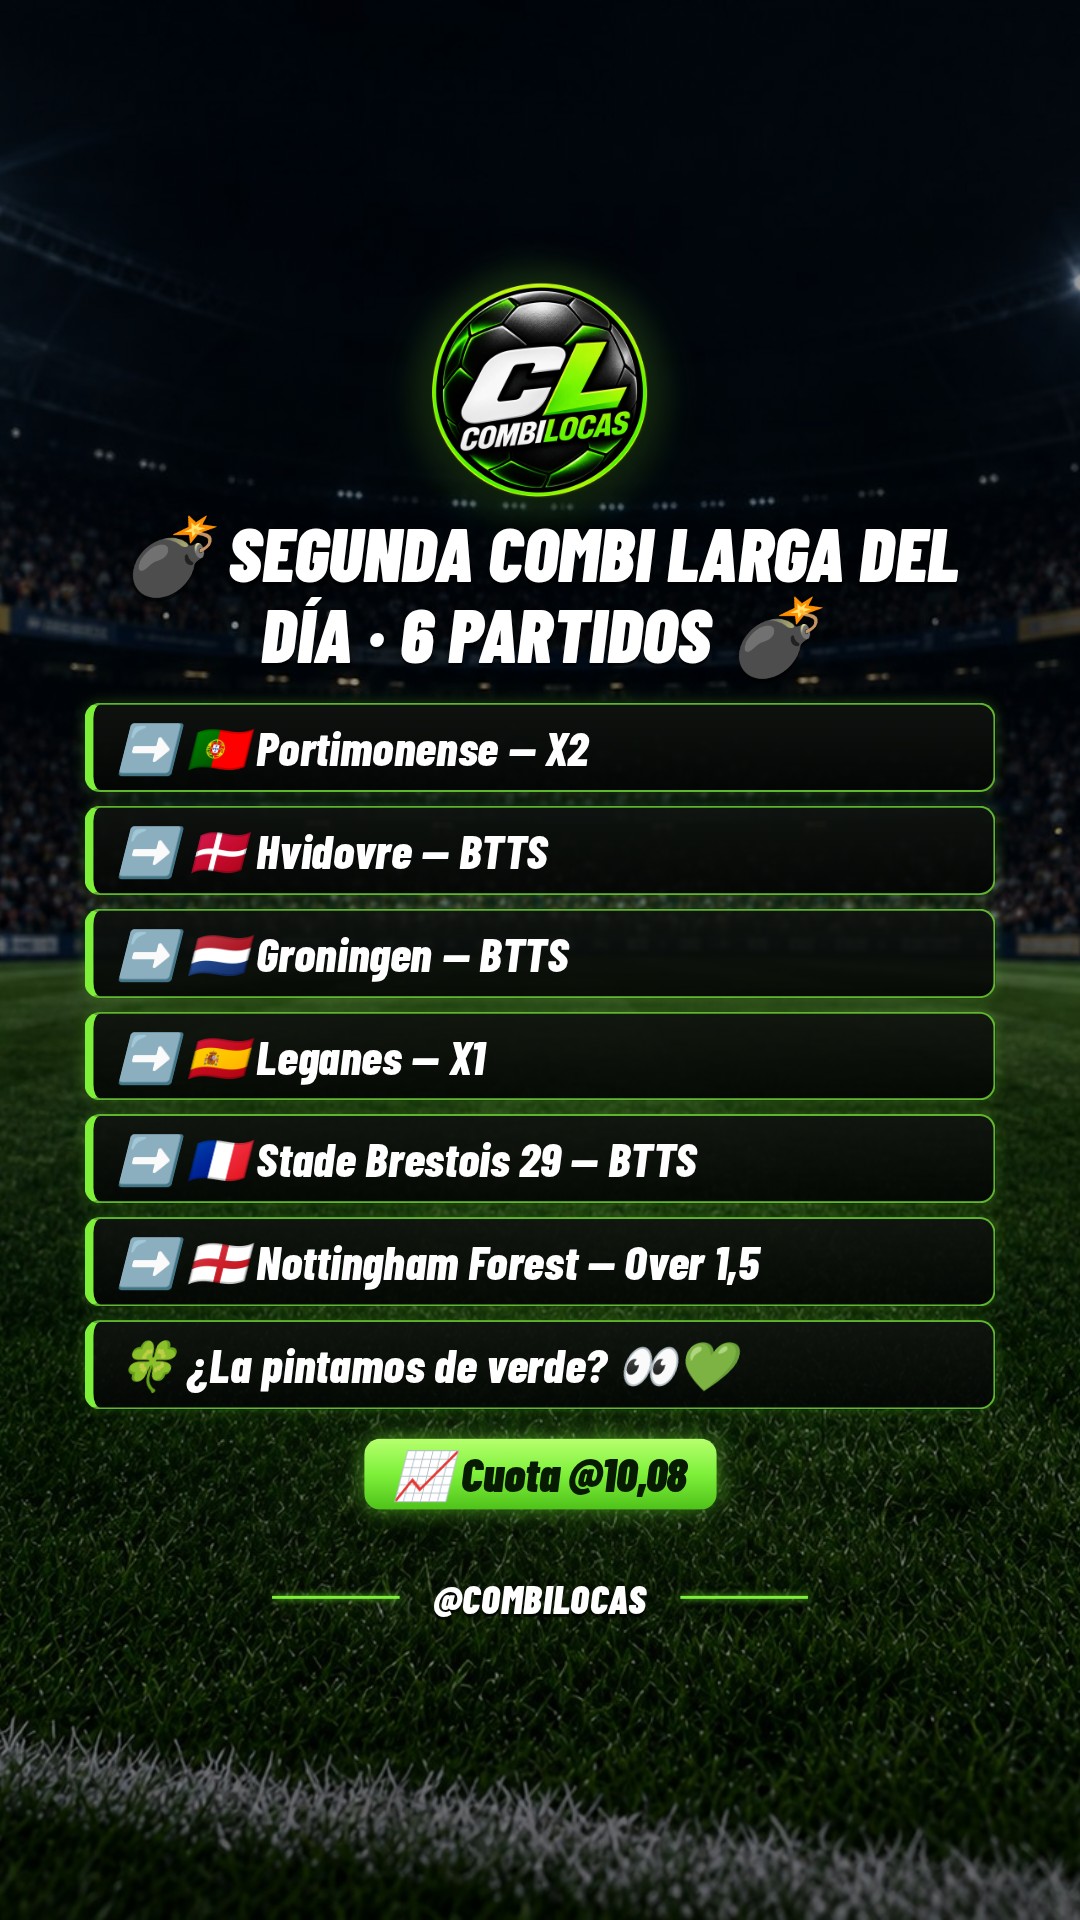 CL
COMBILOCAS
💣 SEGUNDA COMBI LARGA DEL
DÍA · 6 PARTIDOS 💣
➡️ 🇵🇹 Portimonense – X2
➡️ 🇩🇰 Hvidovre – BTTS
➡️ 🇳🇱 Groningen – BTTS
➡️ 🇪🇸 Leganes – X1
➡️ 🇫🇷 Stade Brestois 29 – BTTS
➡️ 🏴󠁧󠁢󠁥󠁮󠁧󠁿 Nottingham Forest – Over 1,5
🍀 ¿La pintamos de verde? 👀💚
📈 Cuota @10,08
@COMBILOCAS